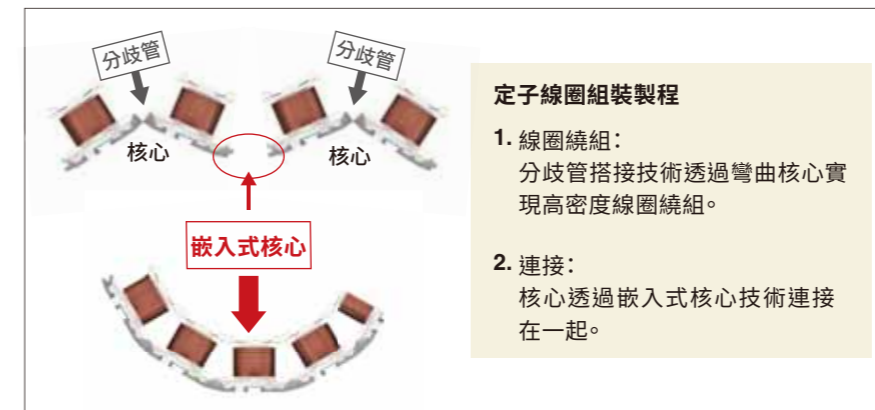 分歧管
分歧管
核心
核心
嵌入式核心
定子線圈組裝製程
1. 線圈繞組：
分歧管搭接技術透過彎曲核心實
現高密度線圈繞組。
2. 連接：
核心透過嵌入式核心技術連接
在一起。